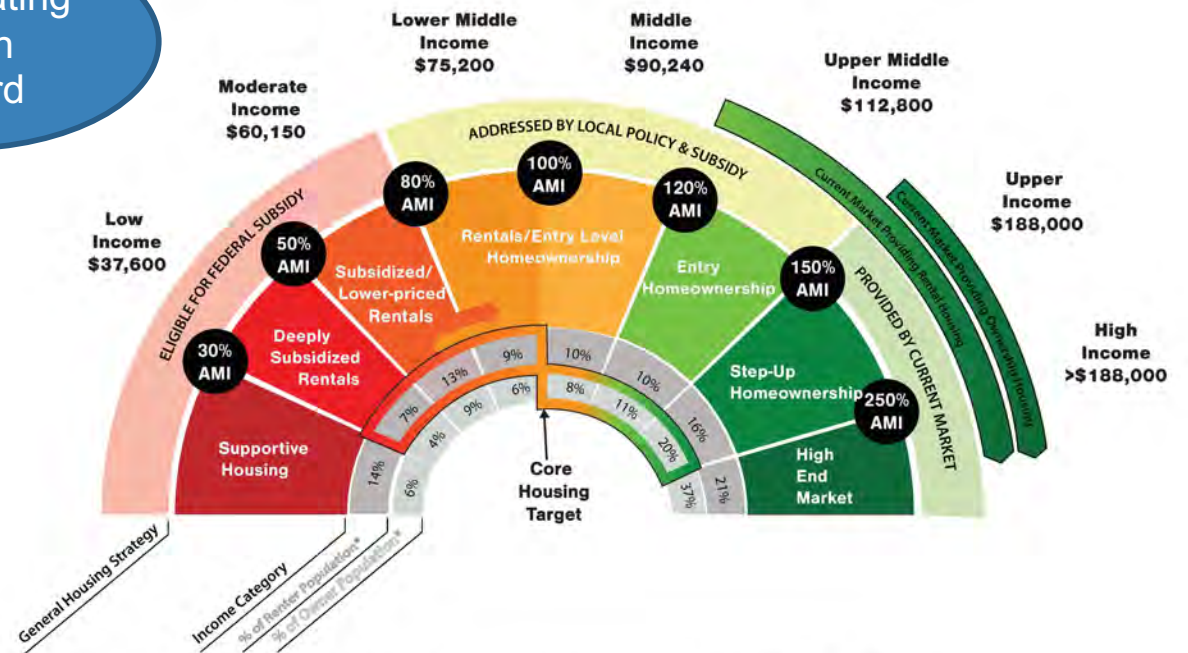 Lower Middle
Income
$75,200
Middle
Income
$90,240
Upper Middle
Income
$112,800
Moderate
Income
$60,150
Upper
Income
$188,000
Low
Income
$37,600
High
Income
>$188,000
ELIGIBLE FOR FEDERAL SUBSIDY
ADDRESSED BY LOCAL POLICY & SUBSIDY
PROVIDED BY CURRENT MARKET
Current Market Providing Rental Housing
Current Market Providing Ownership Housing
30%
AMI
50%
AMI
80%
AMI
100%
AMI
120%
AMI
150%
AMI
250%
AMI
Supportive
Housing
Deeply
Subsidized
Rentals
Subsidized/
Lower-priced
Rentals
Rentals/Entry Level
Homeownership
Entry
Homeownership
Step-Up
Homeownership
High
End
Market
14%
7%
13%
9%
10%
10%
16%
21%
6%
4%
9%
6%
8%
11%
20%
37%
Core
Housing
Target
General Housing Strategy
Income Category
% of Renter Population*
% of Owner Population*